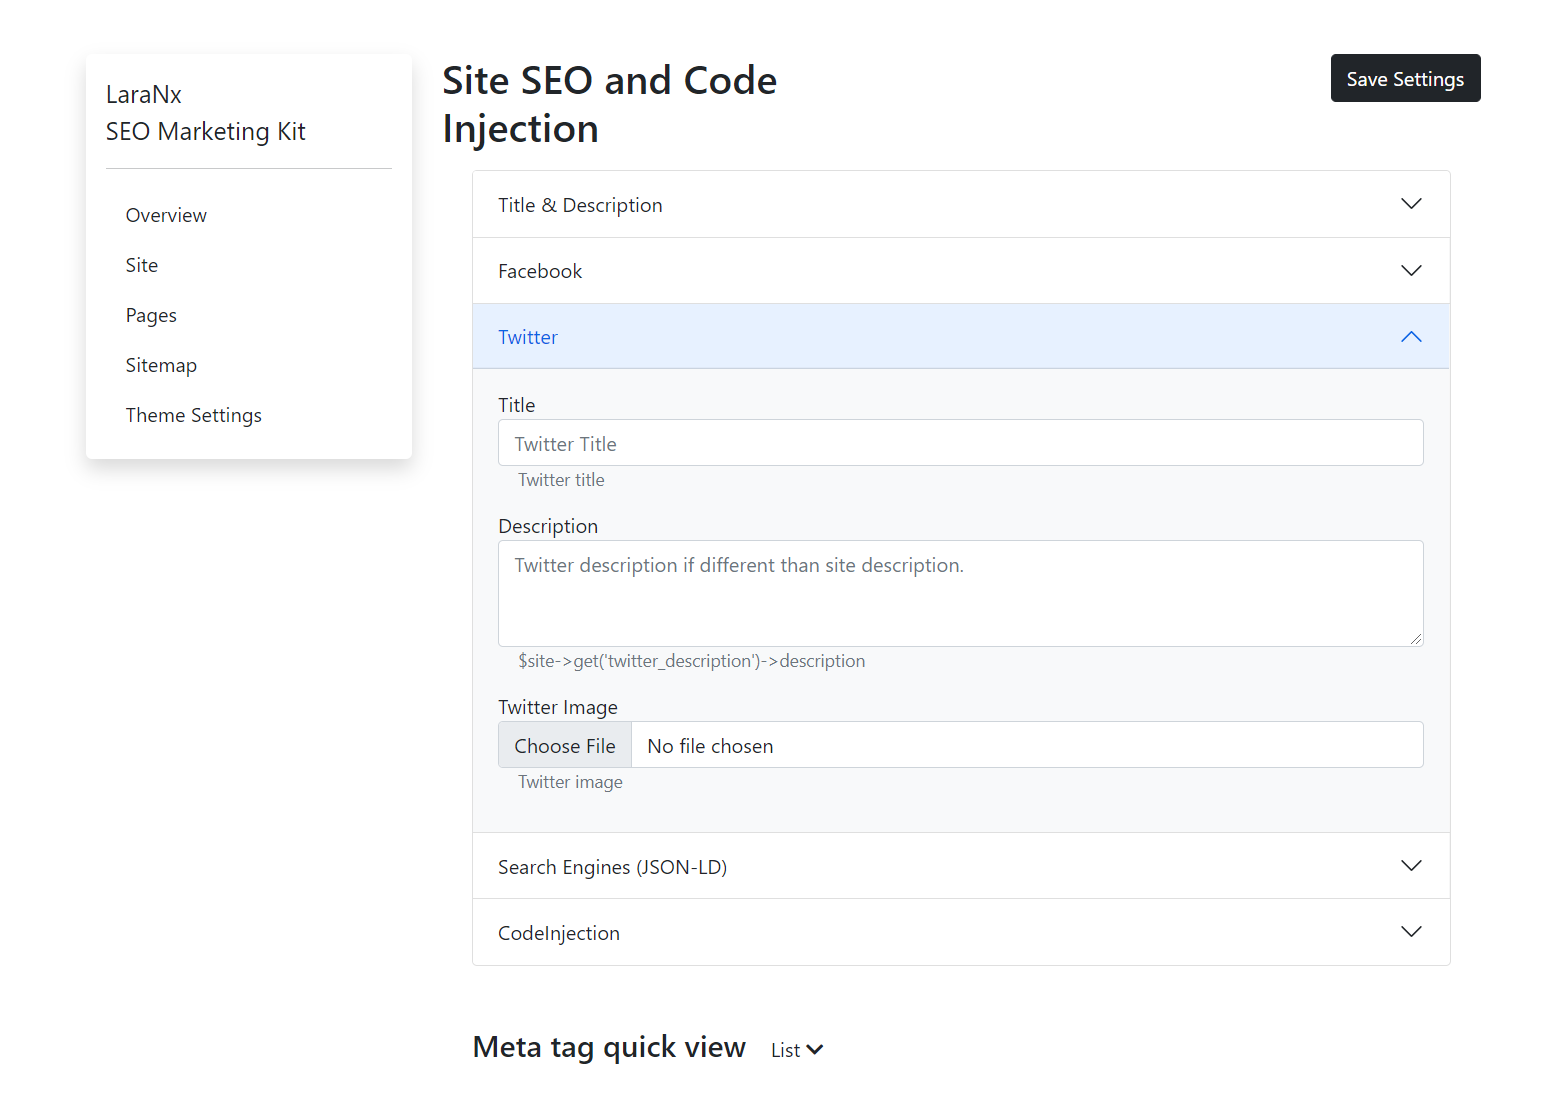 LaraNx
SEO Marketing Kit
Overview
Site
Pages
Sitemap
Theme Settings
Site SEO and Code
Injection
Save Settings
Title & Description
Facebook
Twitter
Title
Twitter Title
Twitter title
Description
Twitter description if different than site description.
$site->get('twitter_description')->description
Twitter Image
Choose File No file chosen
Twitter image
Search Engines (JSON-LD)
CodeInjection
Meta tag quick view List